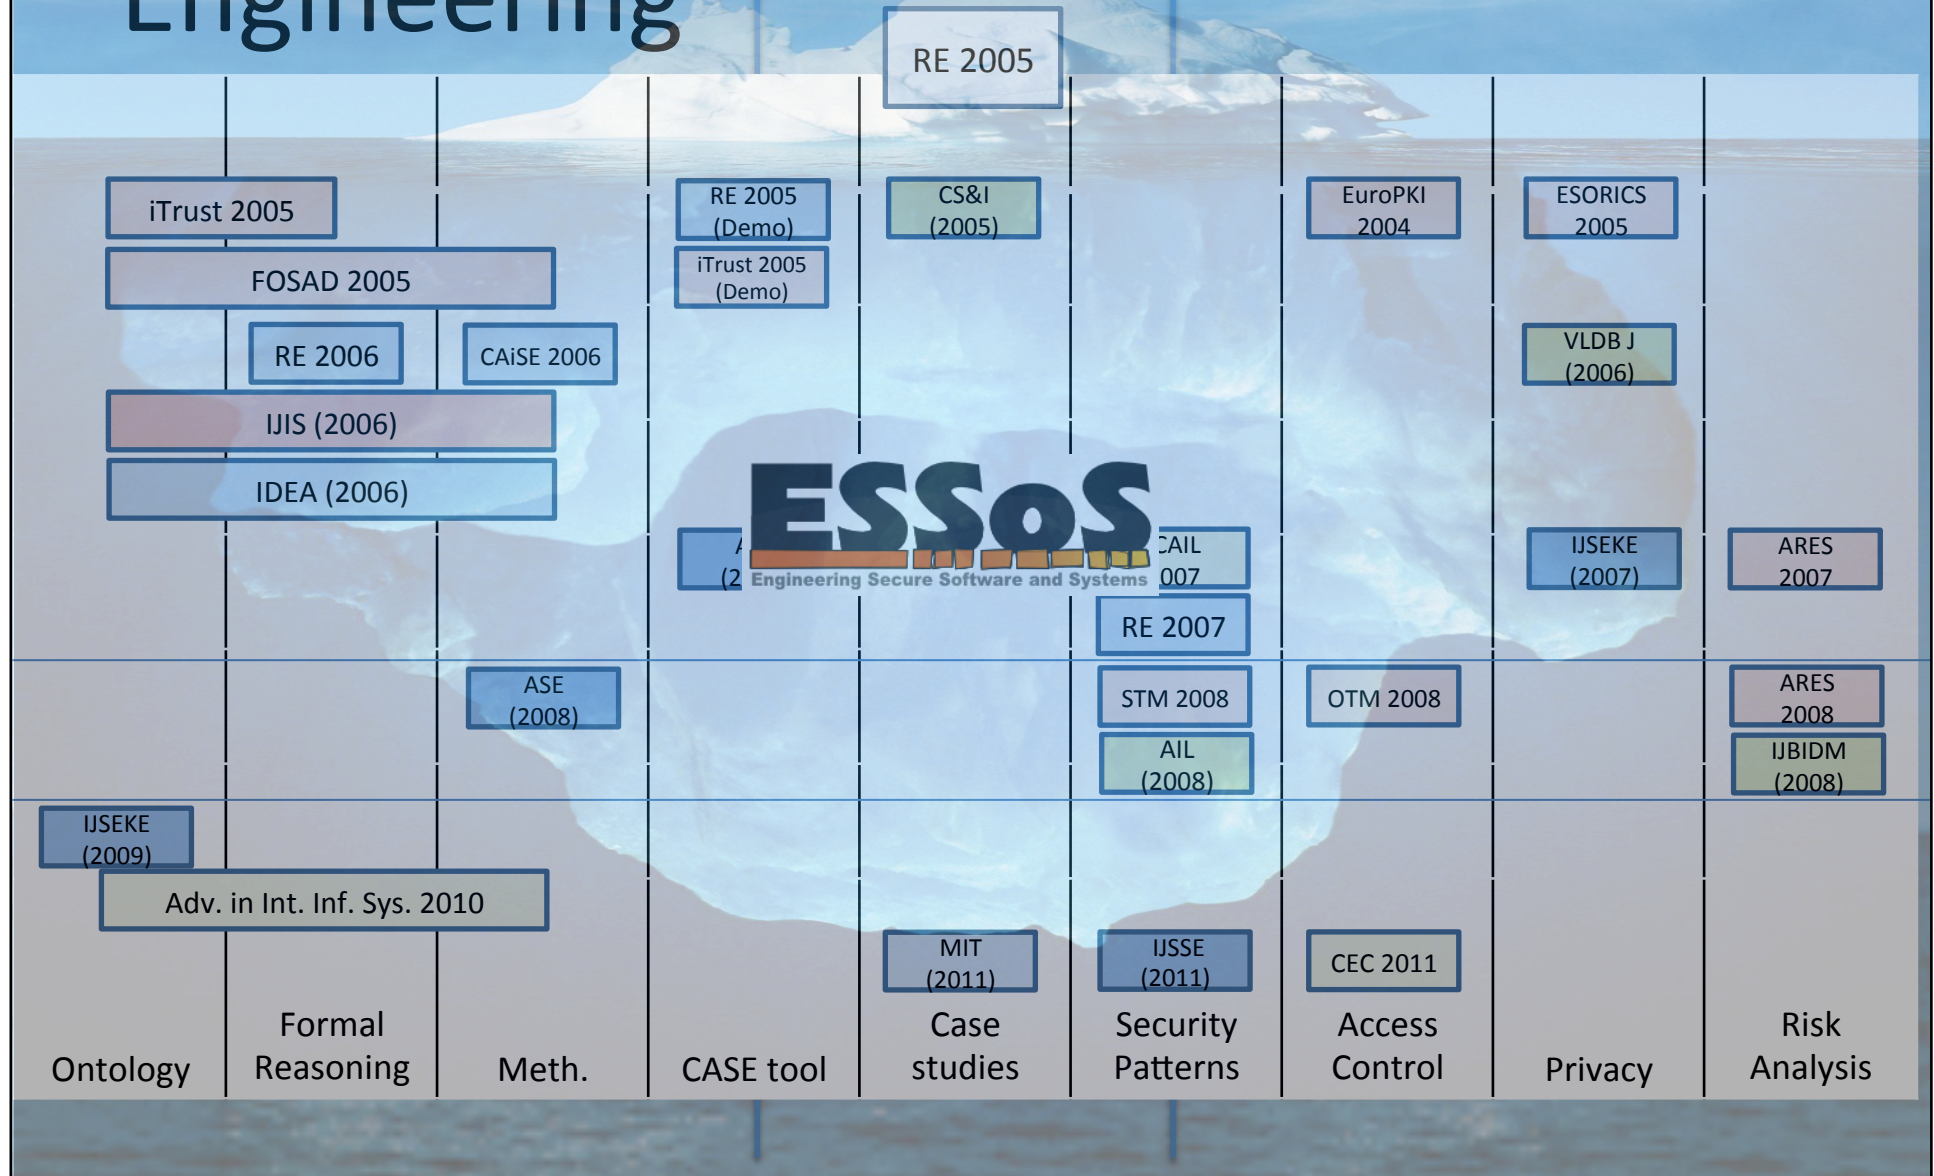 Engineering
RE 2005
iTrust 2005
RE 2005
(Demo)
CS&I
(2005)
EuroPKI
2004
ESORICS
2005
FOSAD 2005
iTrust 2005
(Demo)
RE 2006
CAiSE 2006
VLDB J
(2006)
IJIS (2006)
IDEA (2006)
ESSoS
Engineering Secure Software and Systems
CAIL
007
IJSEKE
(2007)
ARES
2007
RE 2007
ASE
(2008)
STM 2008
OTM 2008
ARES
2008
AIL
(2008)
IJBIDM
(2008)
IJSEKE
(2009)
Adv. in Int. Inf. Sys. 2010
MIT
(2011)
IJSSE
(2011)
CEC 2011
Ontology
Formal
Reasoning
Meth.
CASE tool
Case
studies
Security
Patterns
Access
Control
Privacy
Risk
Analysis